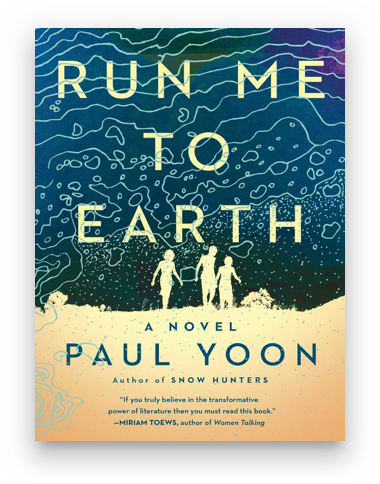 RUN ME
TO
EARTH
A NOVEL
PAUL YOON
Author of SNOW HUNTERS
"If you truly believe in the transformative
power of literature then you must read this book."
—MIRIAM TOEWS, author of Women Talking